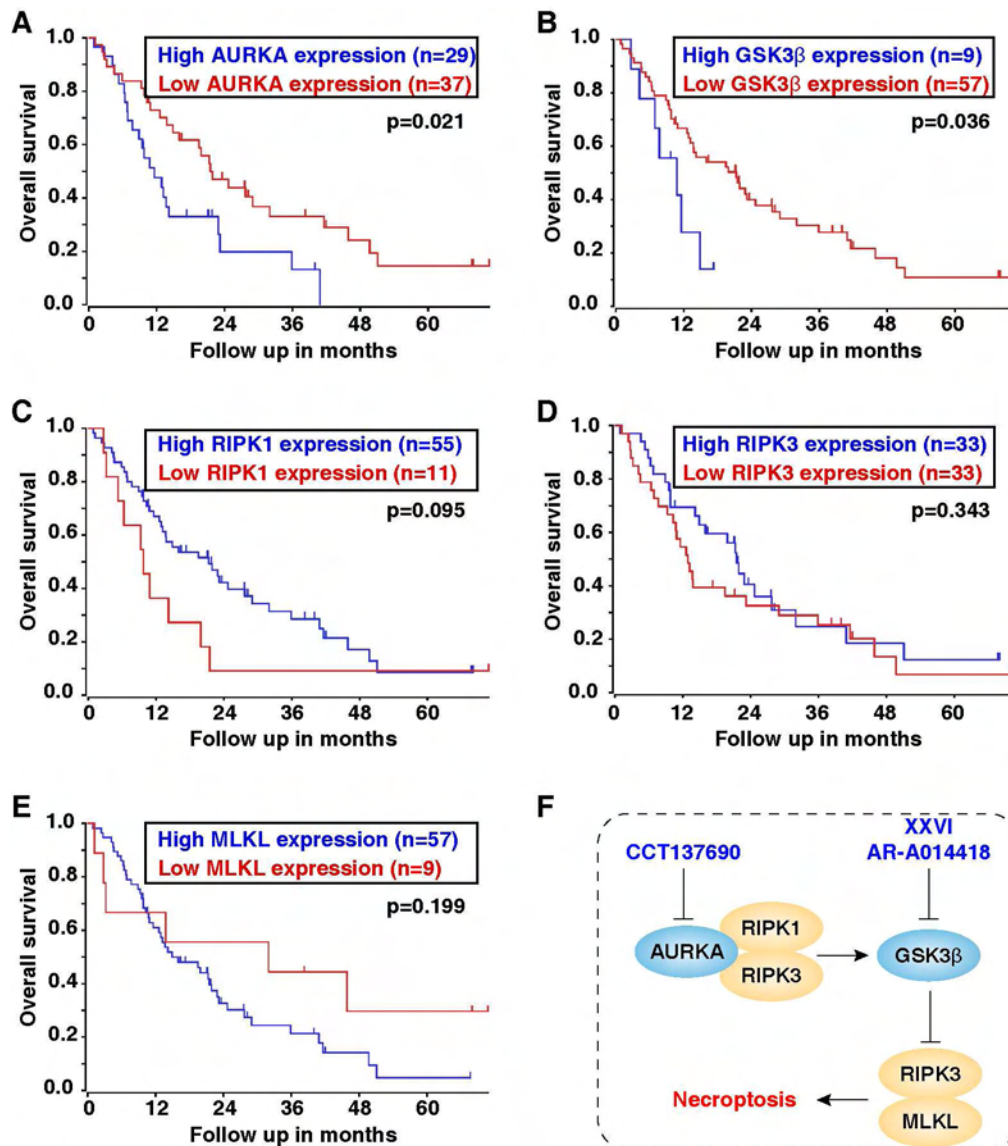 A
High AURKA expression (n=29)
Low AURKA expression (n=37)
p=0.021
Overall survival
1.0
0.8
0.6
0.4
0.2
0.0
0 12 24 36 48 60
Follow up in months
B
High GSK3β expression (n=9)
Low GSK3β expression (n=57)
p=0.036
Overall survival
1.0
0.8
0.6
0.4
0.2
0.0
0 12 24 36 48 60
Follow up in months
C
High RIPK1 expression (n=55)
Low RIPK1 expression (n=11)
p=0.095
Overall survival
1.0
0.8
0.6
0.4
0.2
0.0
0 12 24 36 48 60
Follow up in months
D
High RIPK3 expression (n=33)
Low RIPK3 expression (n=33)
p=0.343
Overall survival
1.0
0.8
0.6
0.4
0.2
0.0
0 12 24 36 48 60
Follow up in months
E
High MLKL expression (n=57)
Low MLKL expression (n=9)
p=0.199
Overall survival
1.0
0.8
0.6
0.4
0.2
0.0
0 12 24 36 48 60
Follow up in months
F
XXVI
CCT137690 AR-A014418
RIPK1
AURKA GSK3β
RIPK3
RIPK3
Necroptosis
MLKL